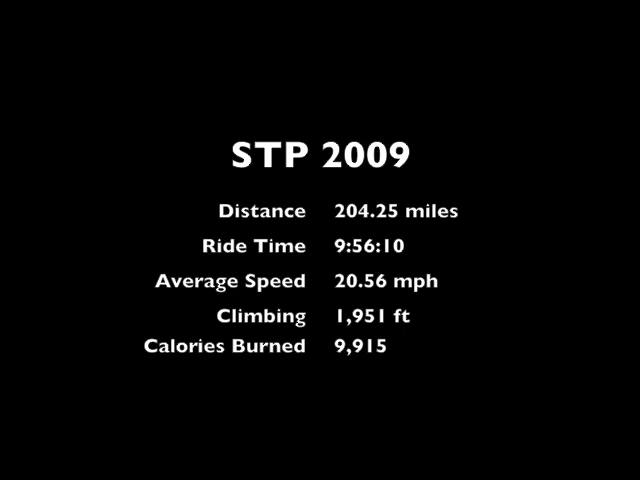 STP 2009
Distance 204.25 miles
Ride Time 9:56:10
Average Speed 20.56 mph
Climbing 1,951 ft
Calories Burned 9,915